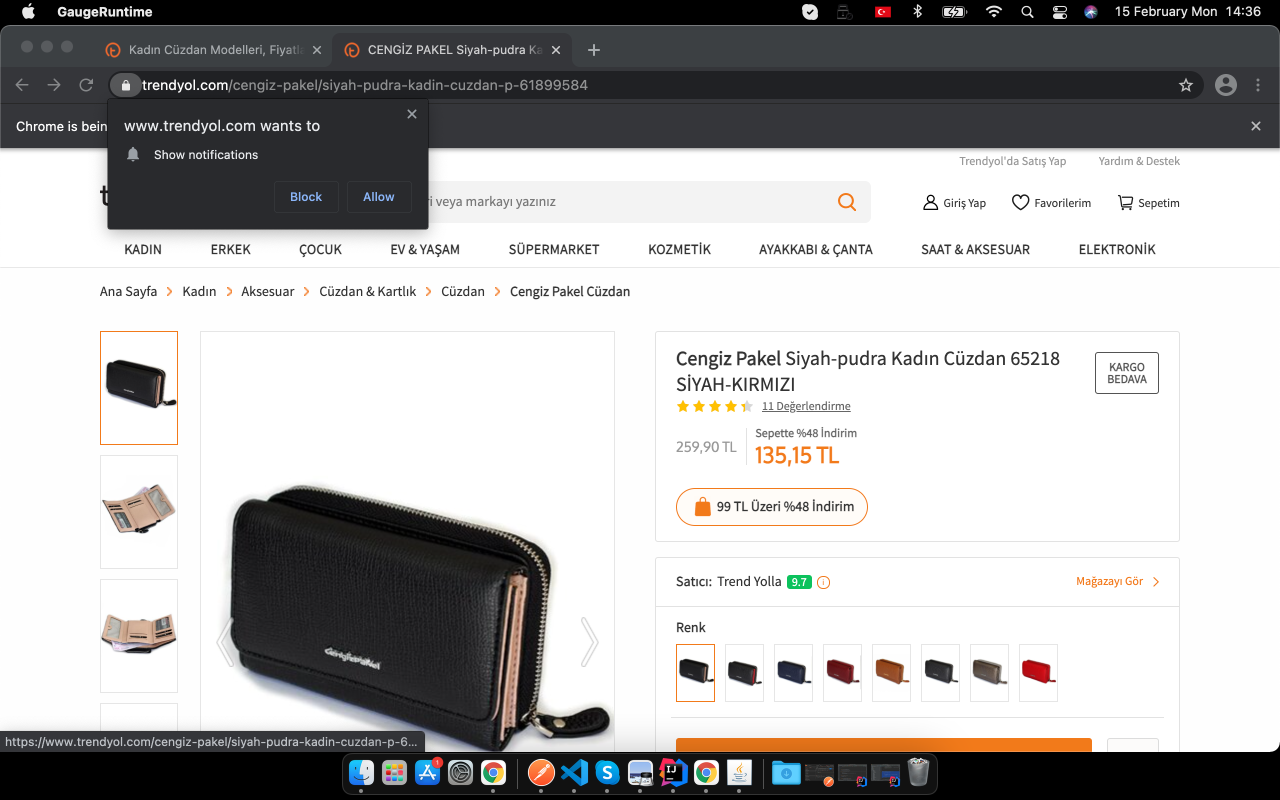 GaugeRuntime
15 February Mon 14:36
Kadın Cüzdan Modelleri, Fiyatla
CENGİZ PAKEL Siyah-pudra Ka
trendyol.com/cengiz-pakel/siyah-pudra-kadin-cuzdan-p-61899584
Chrome is bein
www.trendyol.com wants to
Show notifications
Block
Allow
Trendyol'da Satış Yap
Yardım & Destek
veya markayı yazınız
Giriş Yap
Favorilerim
Sepetim
KADIN
ERKEK
ÇOCUK
EV & YAŞAM
SÜPERMARKET
KOZMETİK
AYAKKABI & ÇANTA
SAAT & AKSESUAR
ELEKTRONİK
Ana Sayfa
Kadın
Aksesuar
Cüzdan & Kartlık
Cüzdan
Cengiz Pakel Cüzdan
Cengiz Pakel Siyah-pudra Kadın Cüzdan 65218
SİYAH-KIRMIZI
KARGO
BEDAVA
11 Değerlendirme
259,90 TL
Sepette %48 İndirim
135,15 TL
99 TL Üzeri %48 İndirim
Satıcı: Trend Yolla 9.7
Mağazayı Gör
Renk
CengizPakel
https://www.trendyol.com/cengiz-pakel/siyah-pudra-kadin-cuzdan-p-6...
1